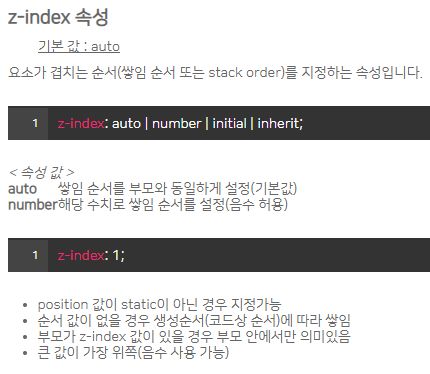 z-index 속성
기본 값 : auto
요소가 겹치는 순서(쌓임 순서 또는 stack order)를 지정하는 속성입니다.
1 z-index: auto | number | initial | inherit;
< 속성 값 >
auto 쌓임 순서를 부모와 동일하게 설정(기본값)
number해당 수치로 쌓임 순서를 설정(음수 허용)
1 z-index: 1;
• position 값이 static이 아닌 경우 지정가능
• 순서 값이 없을 경우 생성순서(코드상 순서)에 따라 쌓임
• 부모가 z-index 값이 있을 경우 부모 안에서만 의미있음
• 큰 값이 가장 위쪽(음수 사용 가능)